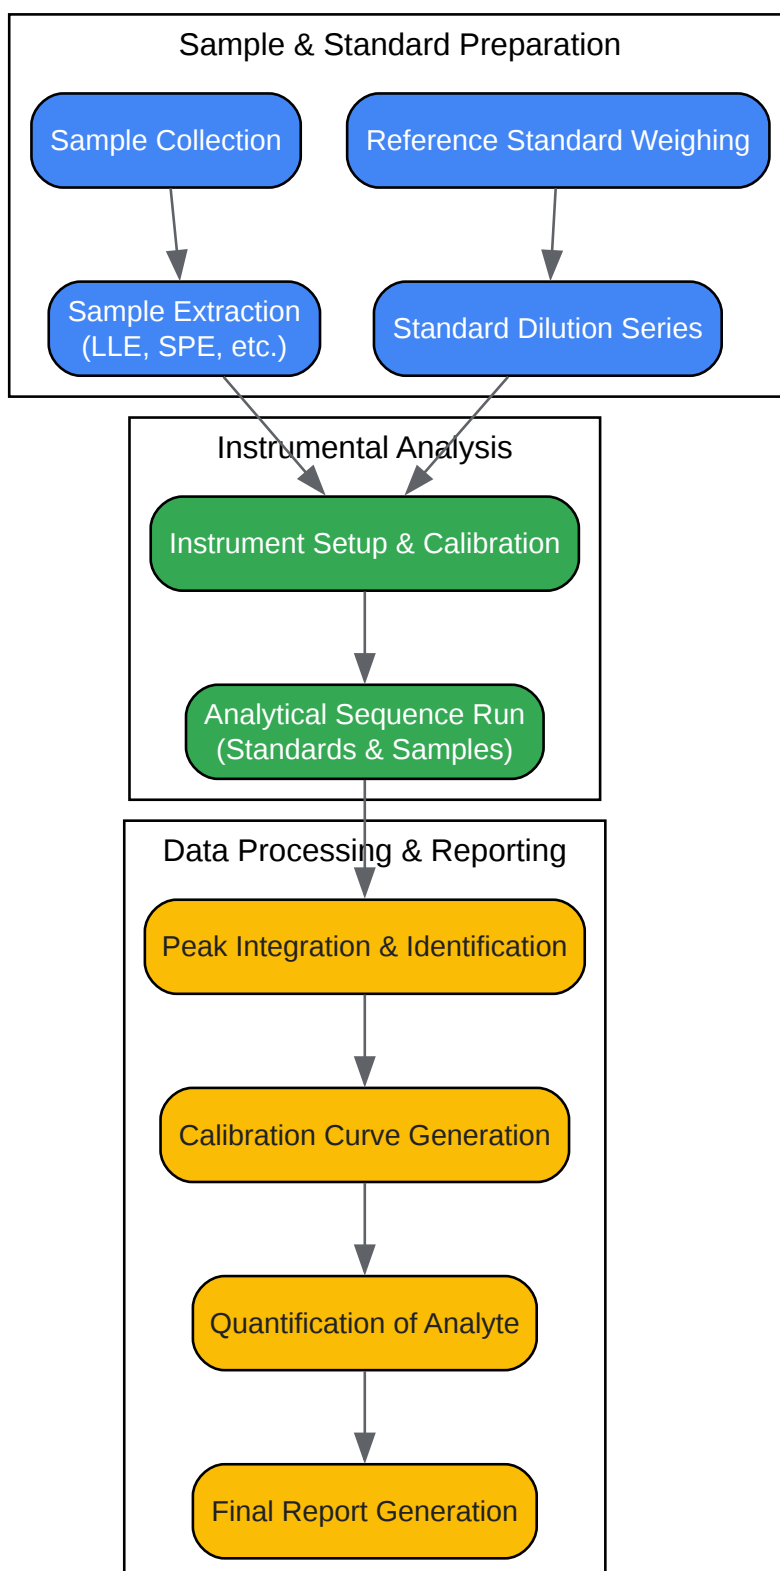 Sample & Standard Preparation
Sample Collection
Reference Standard Weighing
Sample Extraction
(LLE, SPE, etc.)
Standard Dilution Series
Instrumental Analysis
Instrument Setup & Calibration
Analytical Sequence Run
(Standards & Samples)
Data Processing & Reporting
Peak Integration & Identification
Calibration Curve Generation
Quantification of Analyte
Final Report Generation